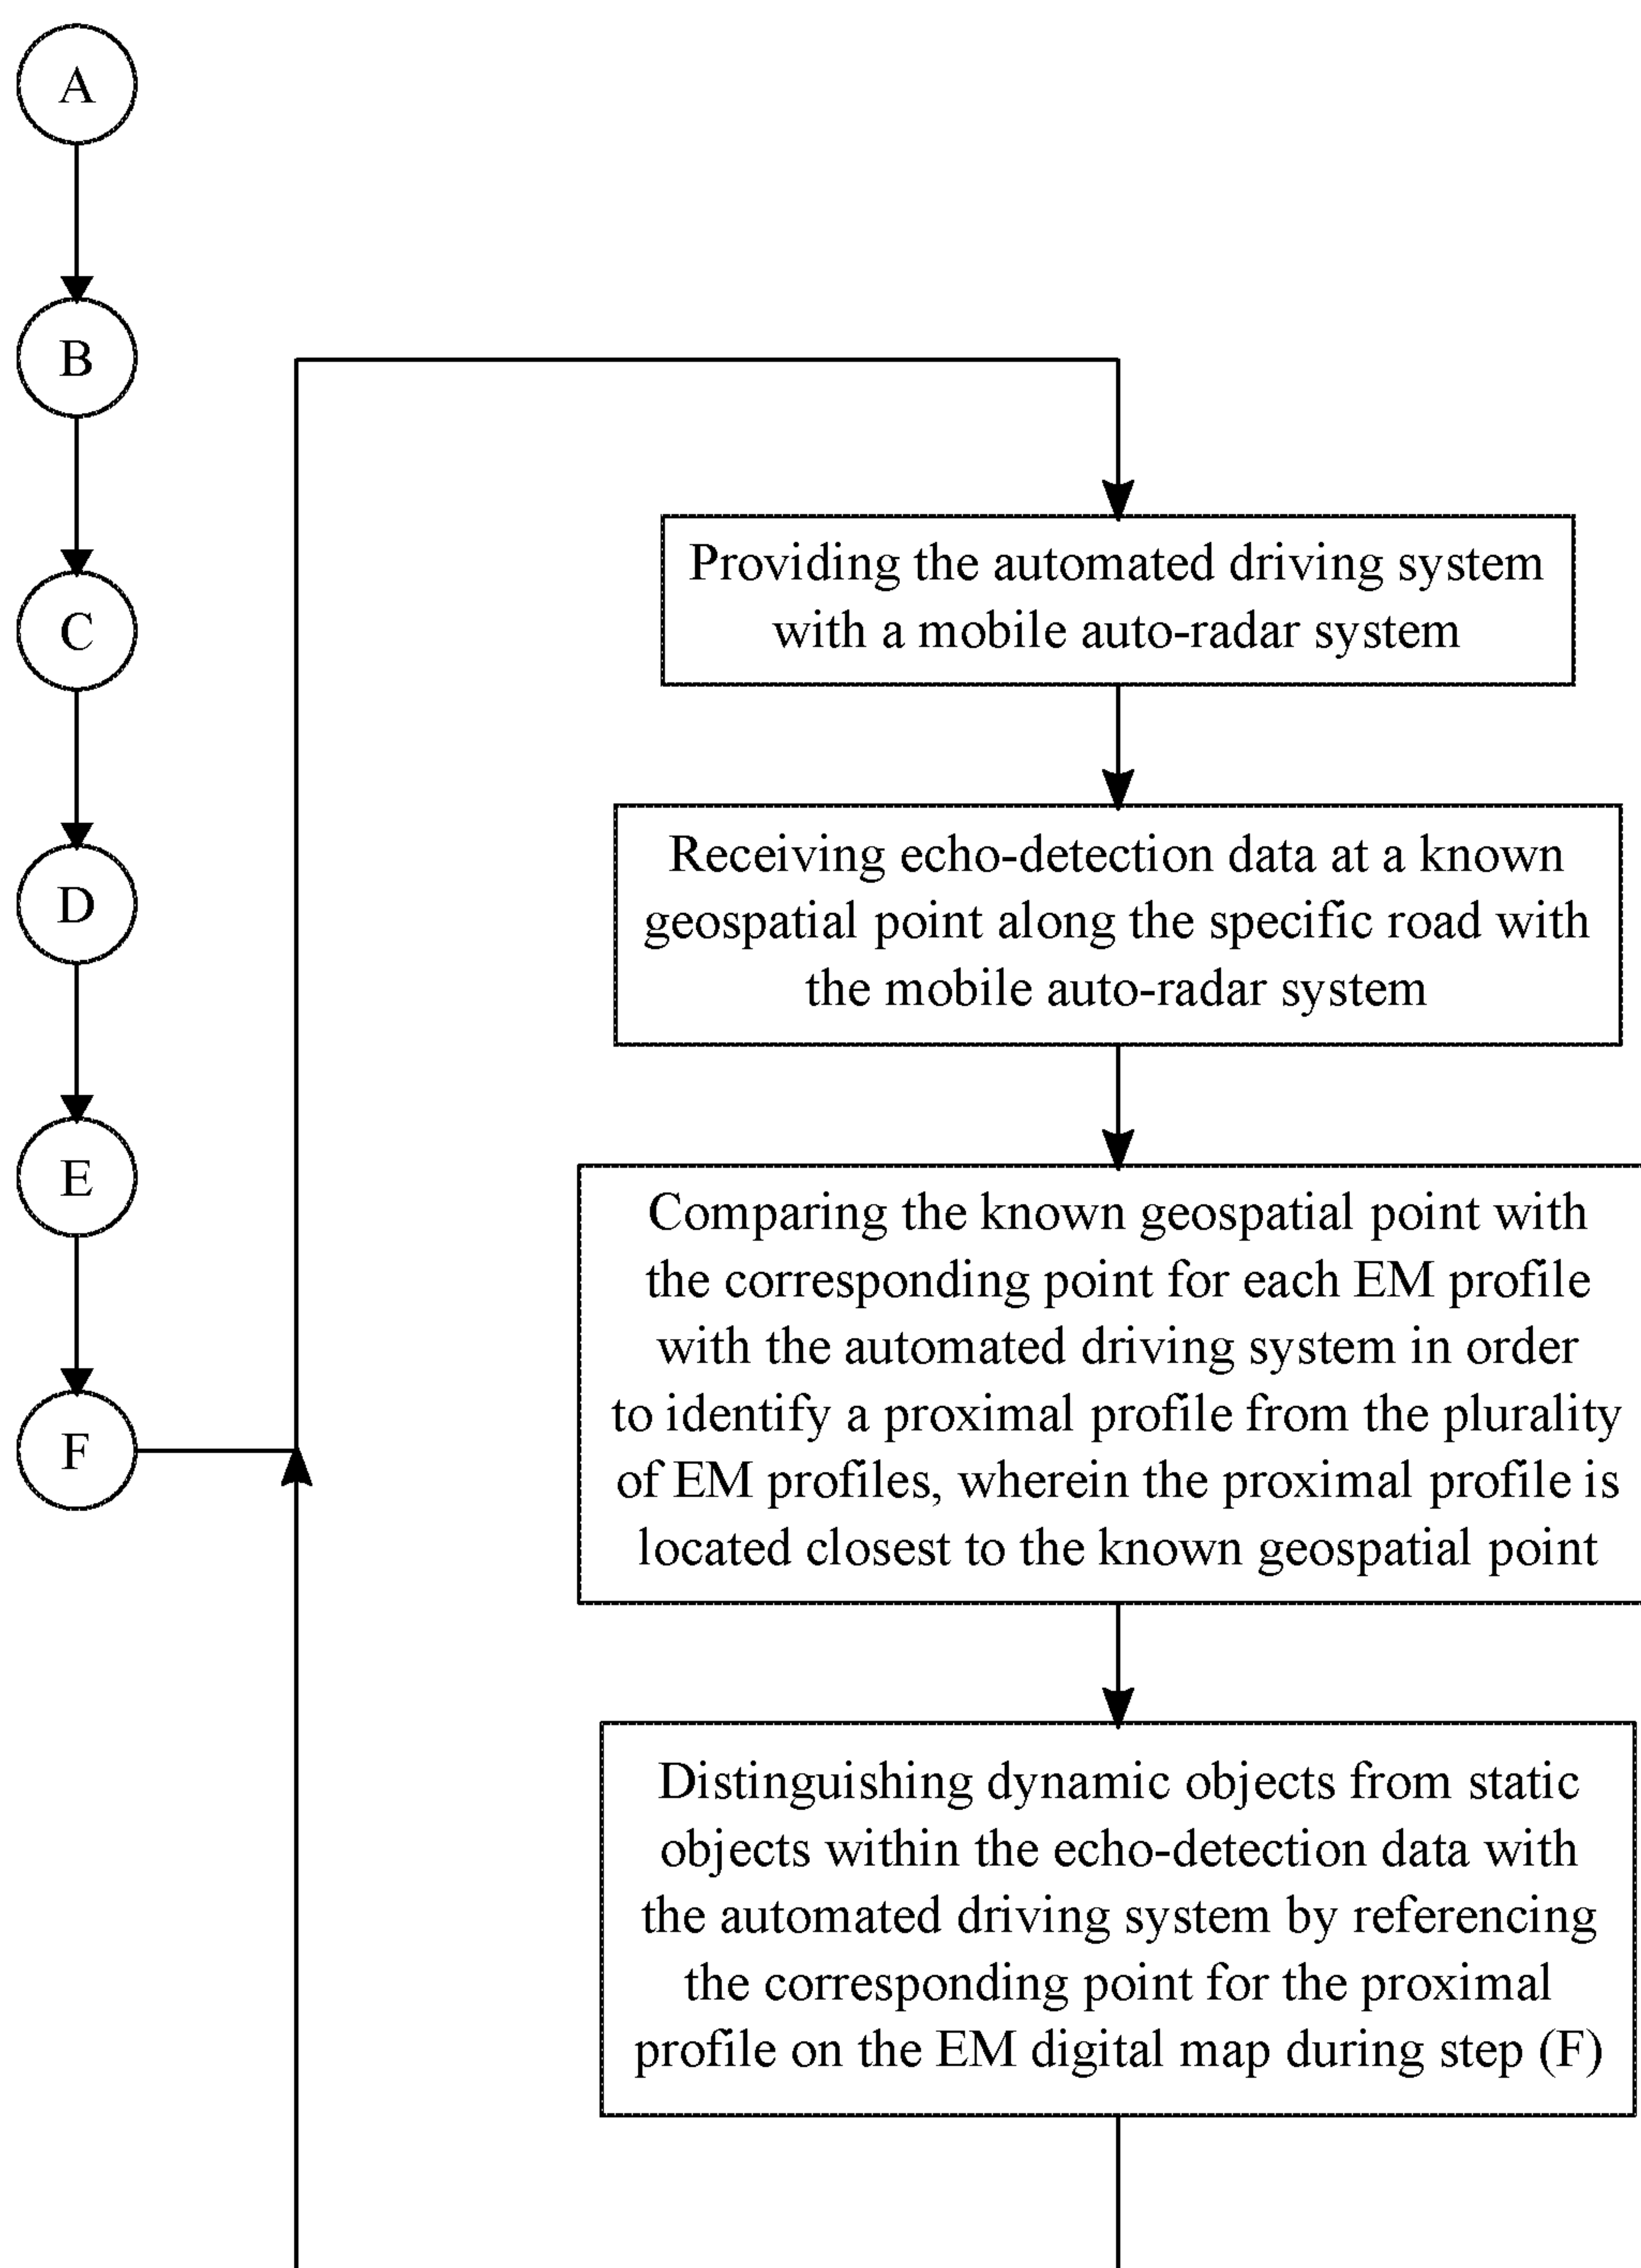 A
B
C
D
E
F
Providing the automated driving system
with a mobile auto-radar system
Receiving echo-detection data at a known
geospatial point along the specific road with
the mobile auto-radar system
Comparing the known geospatial point with
the corresponding point for each EM profile
with the automated driving system in order
to identify a proximal profile from the plurality
of EM profiles, wherein the proximal profile is
located closest to the known geospatial point
Distinguishing dynamic objects from static
objects within the echo-detection data with
the automated driving system by referencing
the corresponding point for the proximal
profile on the EM digital map during step (F)